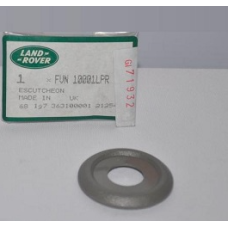 LAND-
ROVER
1 FUN 10001LPR
ESCUTCHEON
MADE IN UK
G71932